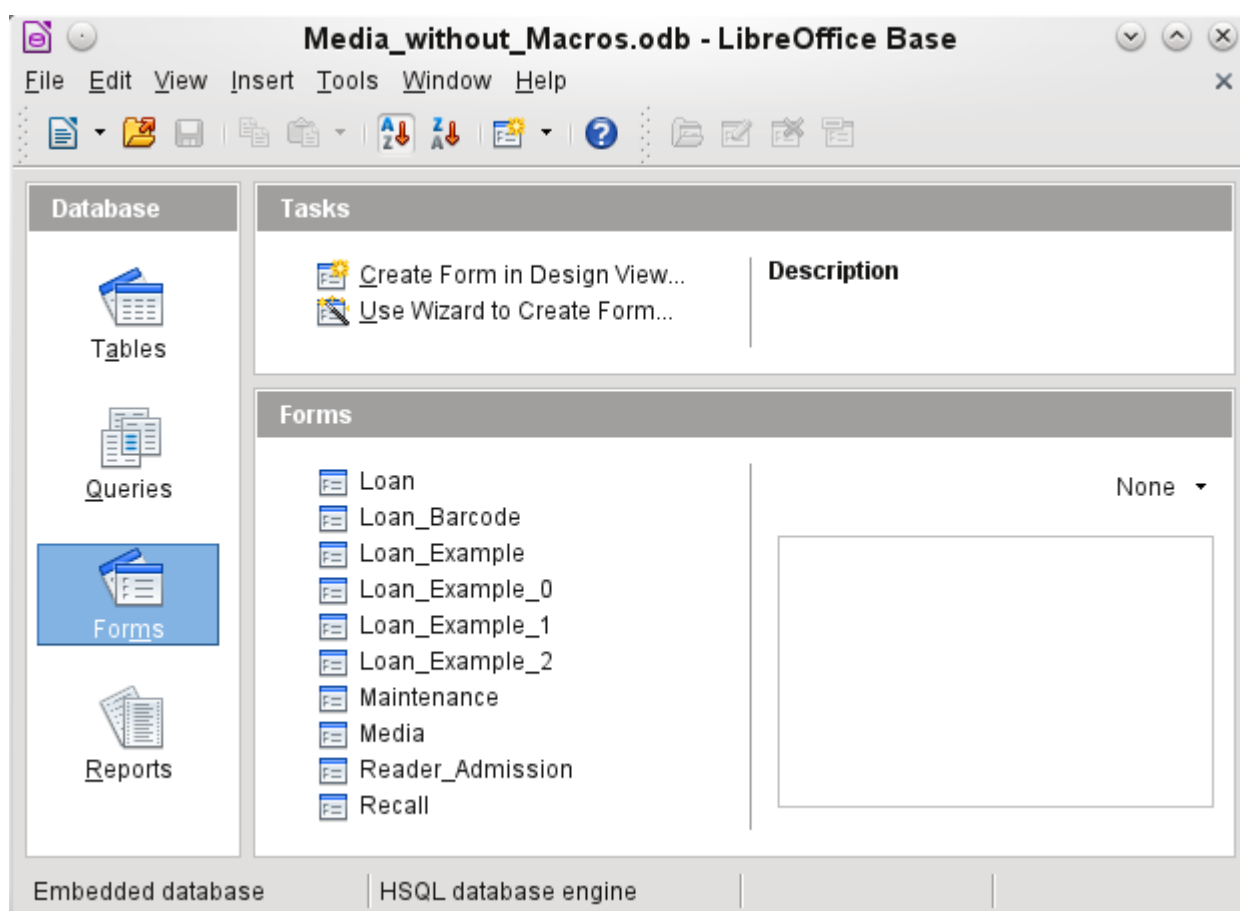 Media_without_Macros.odb - LibreOffice Base
File Edit View Insert Tools Window Help
Database
Tables
Queries
Forms
Reports
Tasks
Create Form in Design View...
Use Wizard to Create Form...
Description
Forms
Loan
Loan_Barcode
Loan_Example
Loan_Example_0
Loan_Example_1
Loan_Example_2
Maintenance
Media
Reader_Admission
Recall
None
Embedded database HSQL database engine